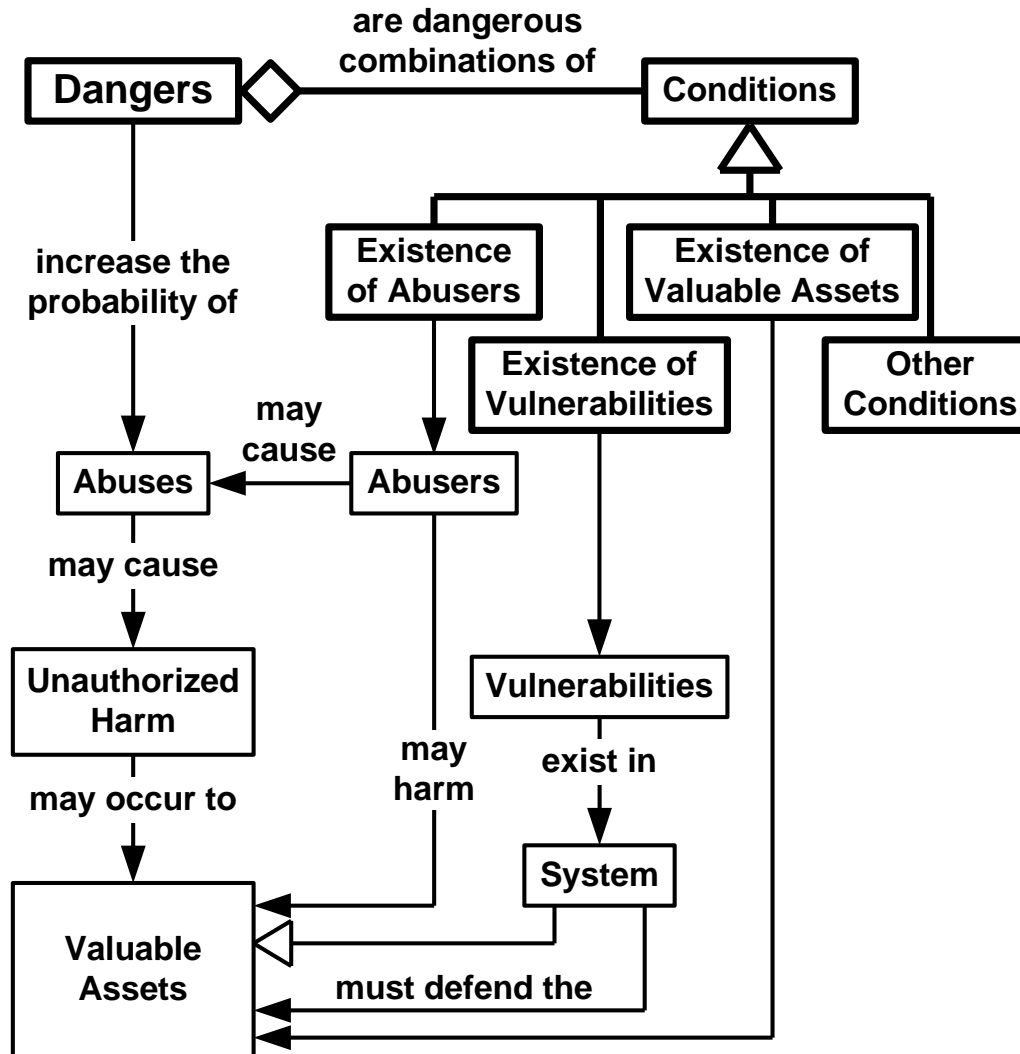 are dangerous
combinations of
Dangers
Conditions
increase the
probability of
Existence
of Abusers
Existence of
Valuable Assets
Existence of
Vulnerabilities
Other
Conditions
may
cause
Abuses
Abusers
may cause
Unauthorized
Harm
Vulnerabilities
may
harm
exist in
may occur to
System
Valuable
Assets
must defend the